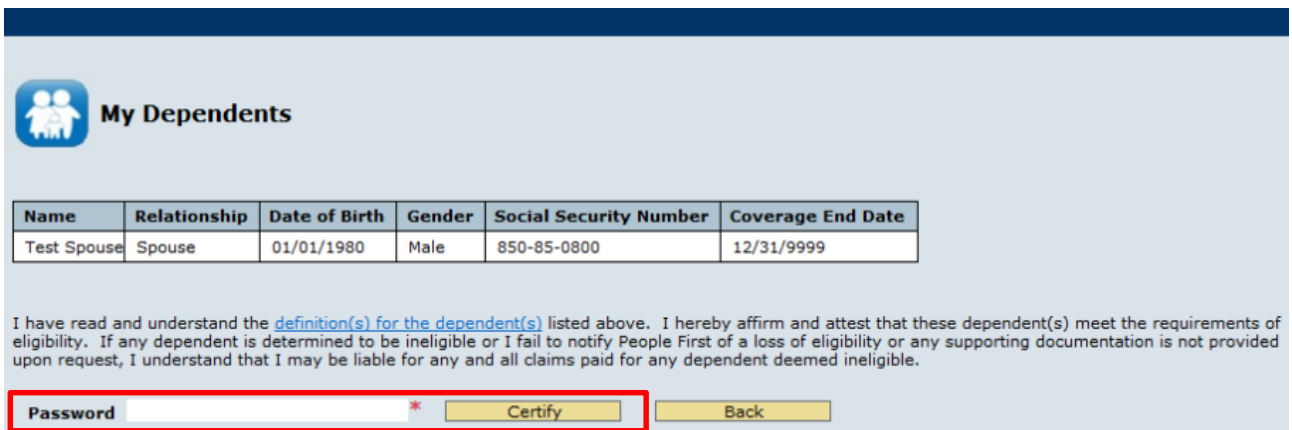 My Dependents
Name Relationship Date of Birth Gender Social Security Number Coverage End Date
Test Spouse Spouse 01/01/1980 Male 850-85-0800 12/31/9999
I have read and understand the definition(s) for the dependent(s) listed above. I hereby affirm and attest that these dependent(s) meet the requirements of
eligibility. If any dependent is determined to be ineligible or I fail to notify People First of a loss of eligibility or any supporting documentation is not provided
upon request, I understand that I may be liable for any and all claims paid for any dependent deemed ineligible.
Password * Certify Back